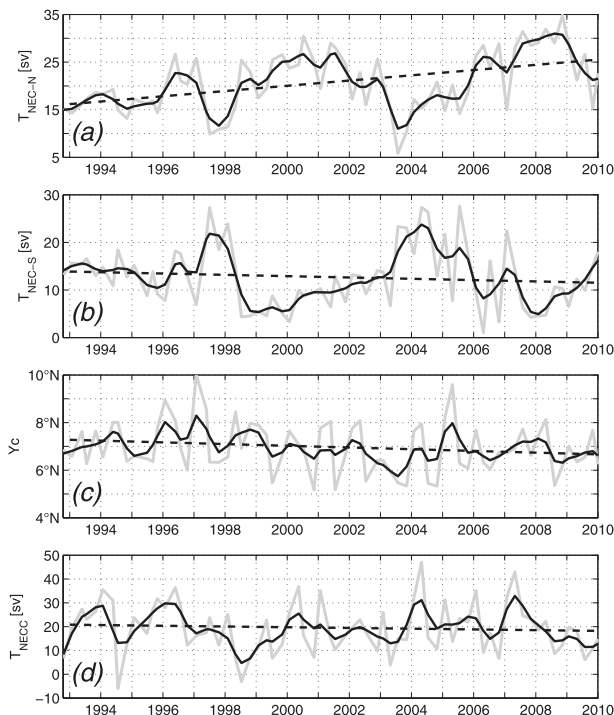 35
25
15
5
T_NEC-N [sv]
(a)
1994 1996 1998 2000 2002 2004 2006 2008 2010
30
20
10
0
T_NEC-S [sv]
(b)
1994 1996 1998 2000 2002 2004 2006 2008 2010
10°N
8°N
6°N
4°N
Yc
(c)
1994 1996 1998 2000 2002 2004 2006 2008 2010
50
40
30
20
10
0
−10
T_NECC [sv]
(d)
1994 1996 1998 2000 2002 2004 2006 2008 2010